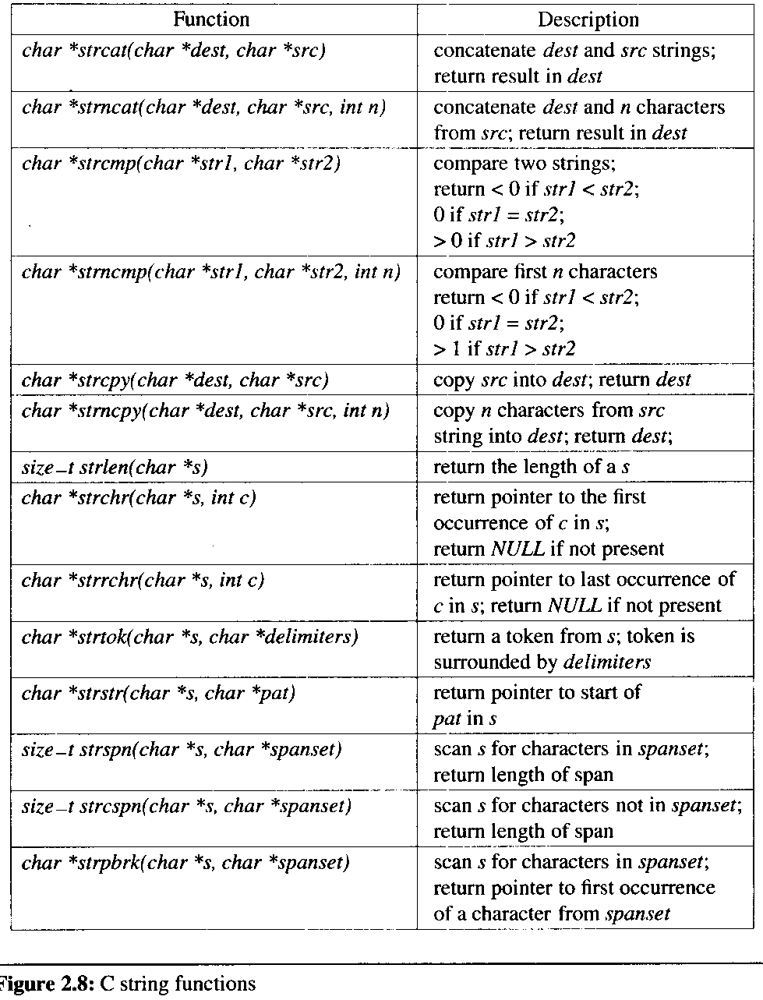 Function Description
char *strcat(char *dest, char *src) concatenate dest and src strings;
return result in dest
char *strncat(char *dest, char *src, int n) concatenate dest and n characters
from src; return result in dest
char *strcmp(char *str1, char *str2) compare two strings;
return < 0 if str1 < str2;
0 if str1 = str2;
> 0 if str1 > str2
char *strncmp(char *str1, char *str2, int n) compare first n characters
return < 0 if str1 < str2;
0 if str1 = str2;
> 1 if str1 > str2
char *strcpy(char *dest, char *src) copy src into dest; return dest
char *strncpy(char *dest, char *src, int n) copy n characters from src
string into dest; return dest;
size_t strlen(char *s) return the length of a s
char *strchr(char *s, int c) return pointer to the first
occurrence of c in s;
return NULL if not present
char *strrchr(char *s, int c) return pointer to last occurrence of
c in s; return NULL if not present
char *strtok(char *s, char *delimiters) return a token from s; token is
surrounded by delimiters
char *strstr(char *s, char *pat) return pointer to start of
pat in s
size_t strspn(char *s, char *spanset) scan s for characters in spanset;
return length of span
size_t strcspn(char *s, char *spanset) scan s for characters not in spanset;
return length of span
char *strpbrk(char *s, char *spanset) scan s for characters in spanset;
return pointer to first occurrence
of a character from spanset
Figure 2.8: C string functions